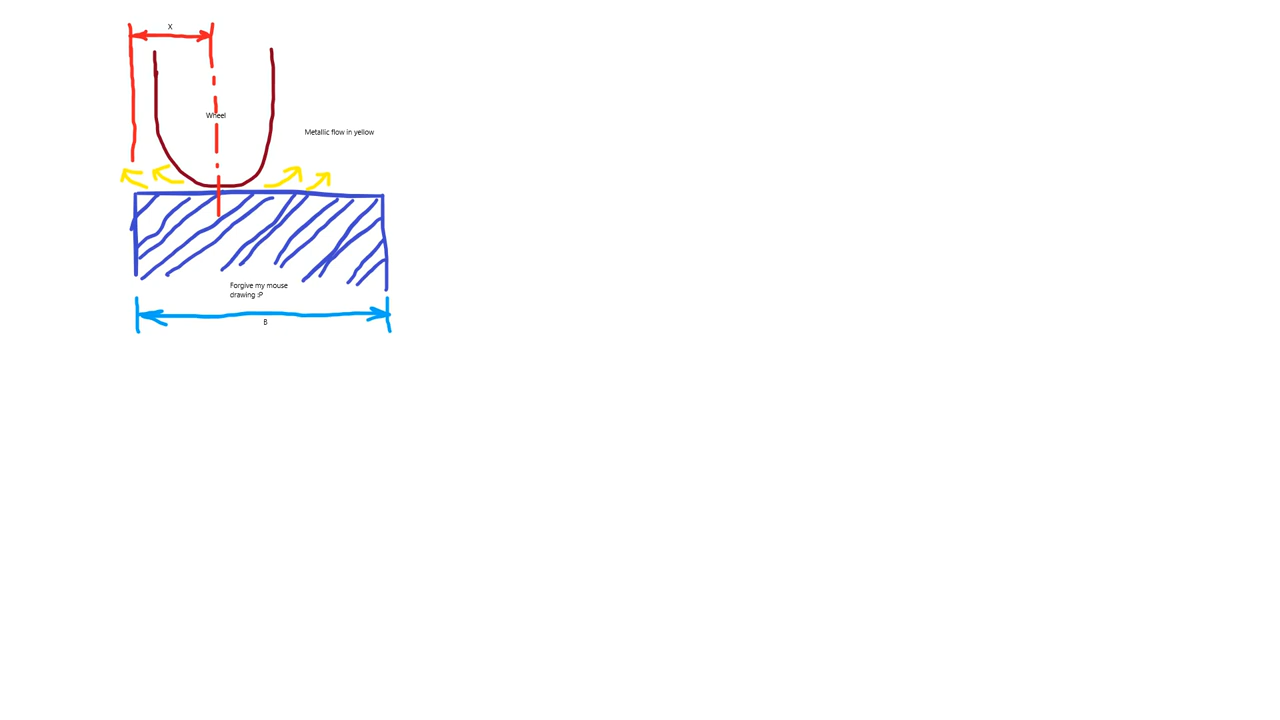 X
Wheel
Metallic flow in yellow
Forgive my mouse
drawing :P
B